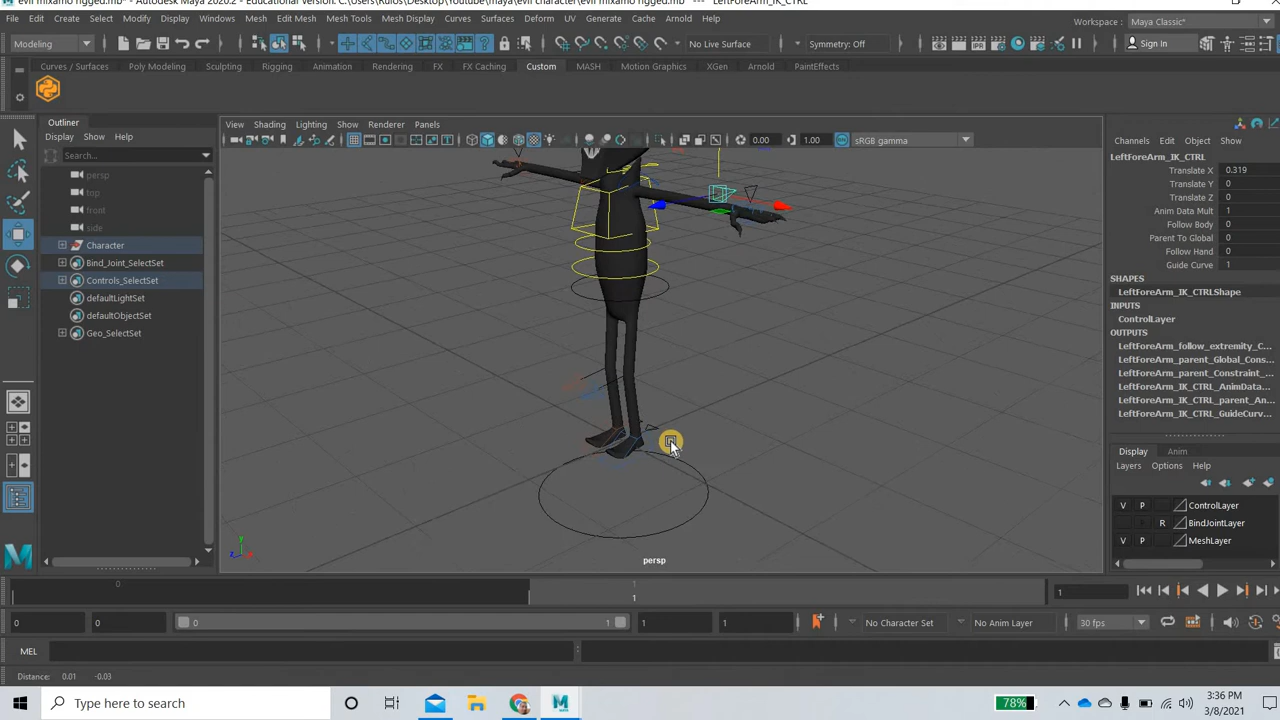 evil mixamo rigged.mb* - Autodesk Maya 2020.2 - Educational Version: C:\Users\Rufos\Desktop\Youtube\maya\evil character\evil mixamo rigged.mb --- LeftForeArm_IK_CTRL
File Edit Create Select Modify Display Windows Mesh Edit Mesh Mesh Tools Mesh Display Curves Surfaces Deform UV Generate Cache Arnold Help
Workspace : Maya Classic*
Modeling No Live Surface Symmetry: Off Sign In
Curves / Surfaces Poly Modeling Sculpting Rigging Animation Rendering FX FX Caching Custom MASH Motion Graphics XGen Arnold PaintEffects
Outliner
Display Show Help
Search...
persp
top
front
side
Character
Bind_Joint_SelectSet
Controls_SelectSet
defaultLightSet
defaultObjectSet
Geo_SelectSet
View Shading Lighting Show Renderer Panels
0.00 1.00 sRGB gamma
persp
Channels Edit Object Show
LeftForeArm_IK_CTRL
Translate X 0.319
Translate Y 0
Translate Z 0
Anim Data Mult 1
Follow Body 0
Parent To Global 0
Follow Hand 0
Guide Curve 1
SHAPES
LeftForeArm_IK_CTRLShape
INPUTS
ControlLayer
OUTPUTS
LeftForeArm_follow_extremity_C...
LeftForeArm_parent_Global_Cons...
LeftForeArm_parent_Constraint_...
LeftForeArm_IK_CTRL_AnimData...
LeftForeArm_IK_CTRL_parent_An...
LeftForeArm_IK_CTRL_GuideCurv...
Display Anim
Layers Options Help
V P ControlLayer
R BindJointLayer
V P MeshLayer
0 1
1 1
0 0 0 1 1 1 No Character Set No Anim Layer 30 fps
MEL
Distance: 0.01 -0.03
Type here to search
78%
3:36 PM
3/8/2021